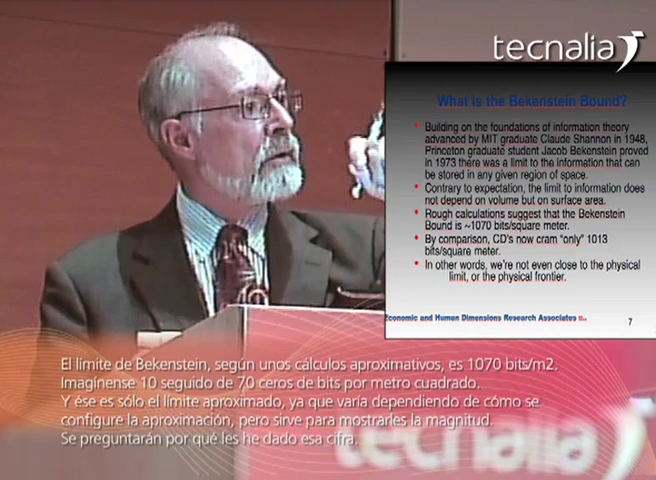 tecnalia
What is the Bekenstein Bound?
Building on the foundations of information theory
advanced by MIT graduate Claude Shannon in 1948,
Princeton graduate student Jacob Bekenstein proved
in 1973 there was a limit to the information that can
be stored in any given region of space.
Contrary to expectation, the limit to information does
not depend on volume but on surface area.
Rough calculations suggest that the Bekenstein
Bound is ~1070 bits/square meter.
By comparison, CD's now cram "only" 1013
bits/square meter.
In other words, we're not even close to the physical
limit, or the physical frontier.
Economic and Human Dimensions Research Associates
7
El límite de Bekenstein, según unos cálculos aproximativos, es 1070 bits/m2.
Imagínense 10 seguido de 70 ceros de bits por metro cuadrado.
Y ése es sólo el límite aproximado, ya que varía dependiendo de cómo se
configure la aproximación, pero sirve para mostrarles la magnitud.
Se preguntarán por qué les he dado esa cifra.
tecnalia